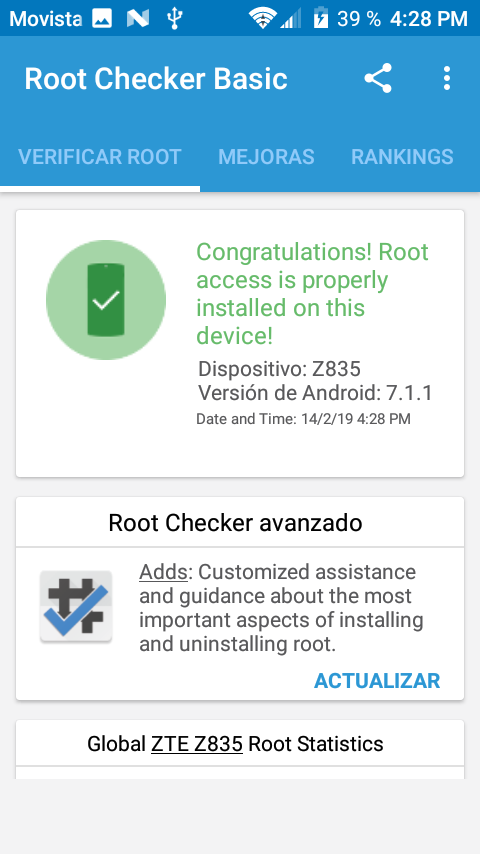 Movista 39 % 4:28 PM
Root Checker Basic
VERIFICAR ROOT MEJORAS RANKINGS
Congratulations! Root
access is properly
installed on this
device!
Dispositivo: Z835
Versión de Android: 7.1.1
Date and Time: 14/2/19 4:28 PM
Root Checker avanzado
Adds: Customized assistance
and guidance about the most
important aspects of installing
and uninstalling root.
ACTUALIZAR
Global ZTE Z835 Root Statistics